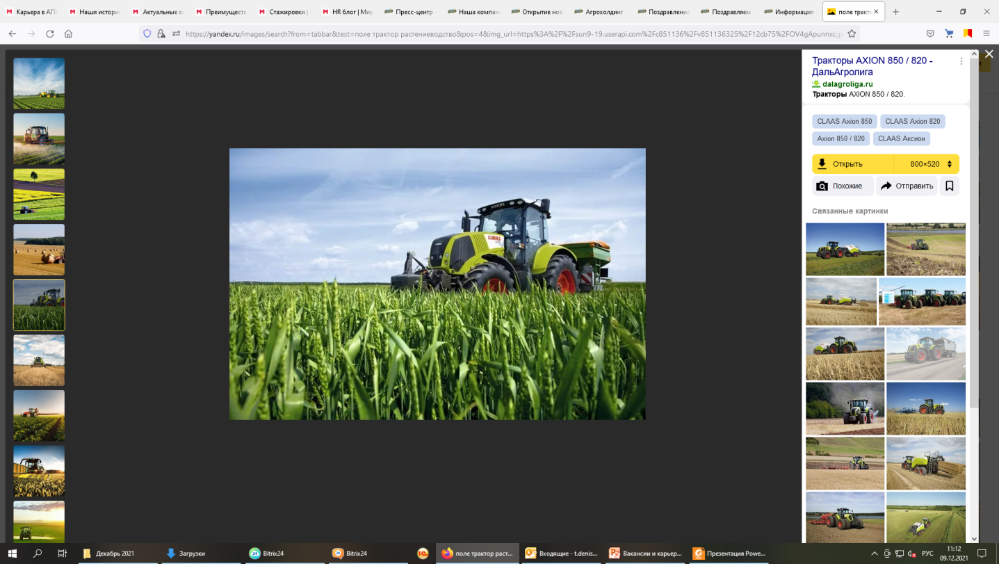 Карьера в АПК
Наши истори
Актуальные в
Преимуществ
Стажировки |
HR блог | Мир
Пресс-центр -
Наша компан
Открытие нов
Агрохолдинг
Поздравлени
Поздравляем
Информация
поле тракто
https://yandex.ru/images/search?from=tabbar&text=поле трактор растениеводство&pos=4&img_url=https%3A%2F%2Fsun9-19.userapi.com%2Fc851136%2Fv851136325%2F12cb75%2FOV4gApunnxc.jp
Тракторы AXION 850 / 820 -
ДальАгролига
dalagroliga.ru
Тракторы AXION 850 / 820.
CLAAS Axion 850
CLAAS Axion 820
Axion 850 / 820
CLAAS Аксион
Открыть
800×520
Похожие
Отправить
Связанные картинки
AXION
CLAAS
Декабрь 2021
Загрузки
24 Bitrix24
24 Bitrix24
1С
поле трактор раст...
Входящие - t.denis...
Вакансии и карьер...
Презентация Powe...
РУС
11:12
09.12.2021